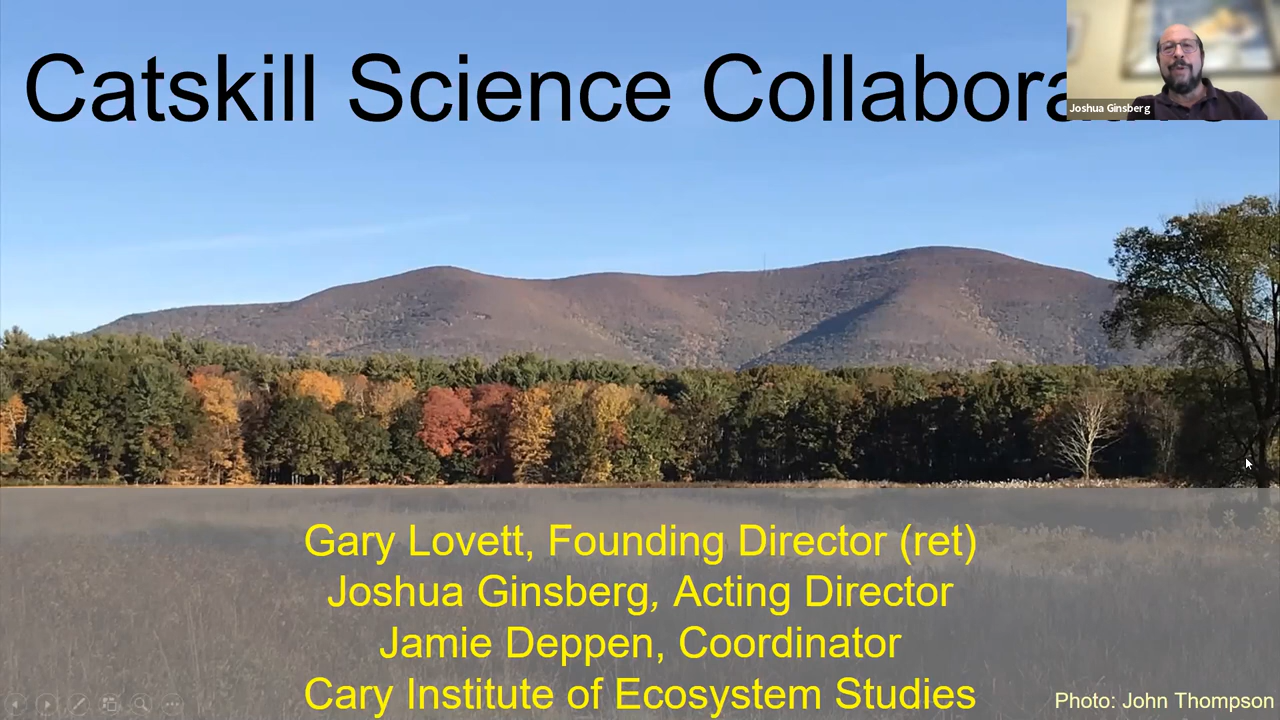 Catskill Science Collabora
Joshua Ginsberg
Gary Lovett, Founding Director (ret)
Joshua Ginsberg, Acting Director
Jamie Deppen, Coordinator
Cary Institute of Ecosystem Studies
Photo: John Thompson